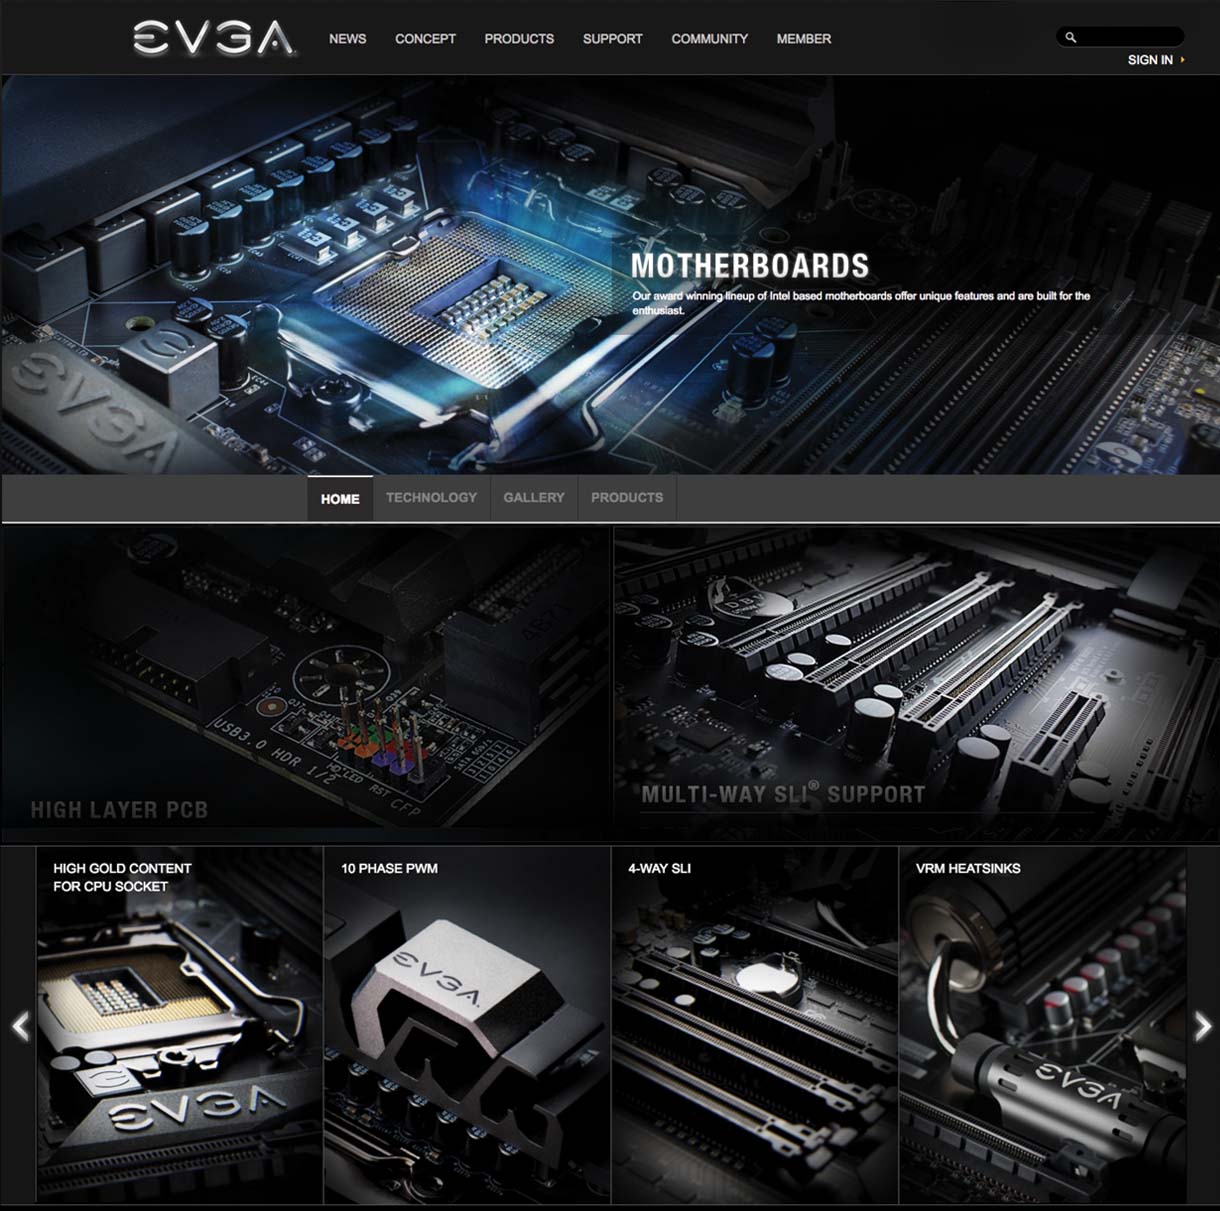 EVGA
NEWS CONCEPT PRODUCTS SUPPORT COMMUNITY MEMBER
SIGN IN
MOTHERBOARDS
Our award winning lineup of Intel based motherboards offer unique features and are built for the
enthusiast.
EVGA
HOME TECHNOLOGY GALLERY PRODUCTS
USB3.0 HDR 1/2
RST
CFP
HIGH LAYER PCB
MULTI-WAY SLI® SUPPORT
HIGH GOLD CONTENT
FOR CPU SOCKET
10 PHASE PWM
4-WAY SLI
VRM HEATSINKS
EVGA
EVGA
EVGA